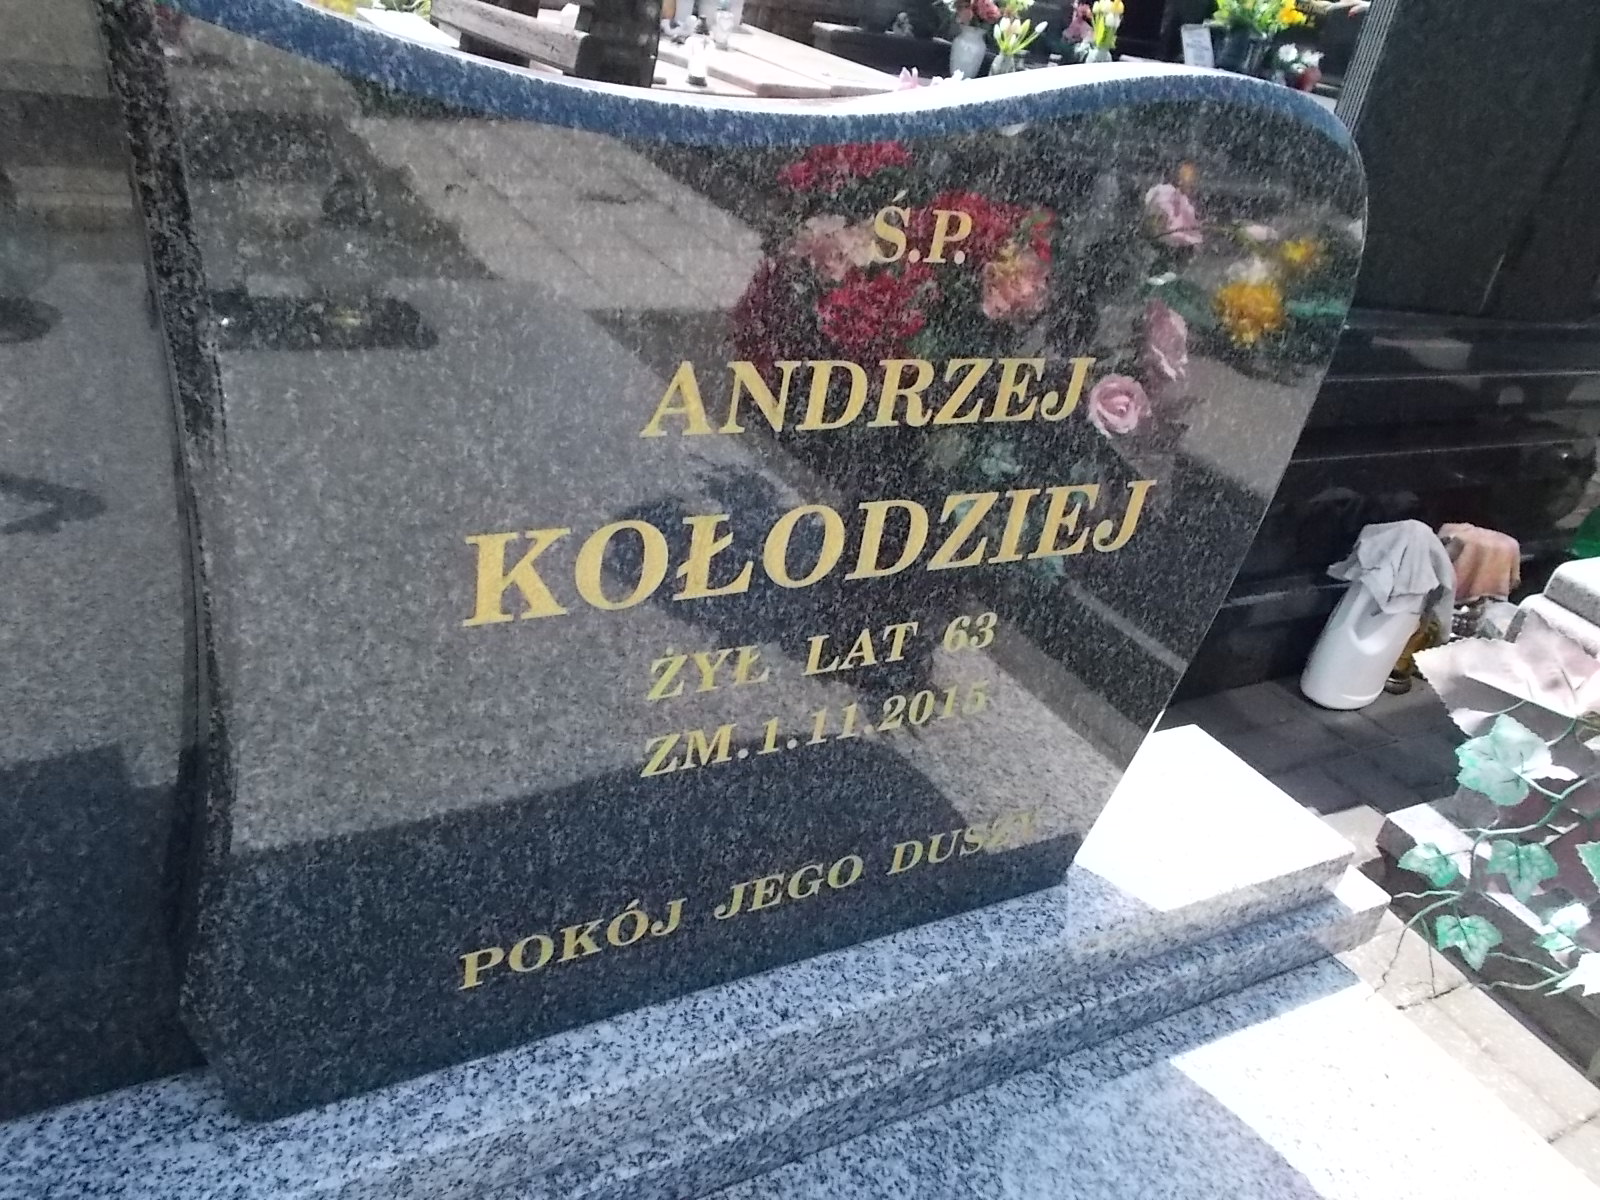 Ś.P.
ANDRZEJ
KOŁODZIEJ
ŻYŁ LAT 63
ZM.1.11.2015
POKÓJ JEGO DUSZY